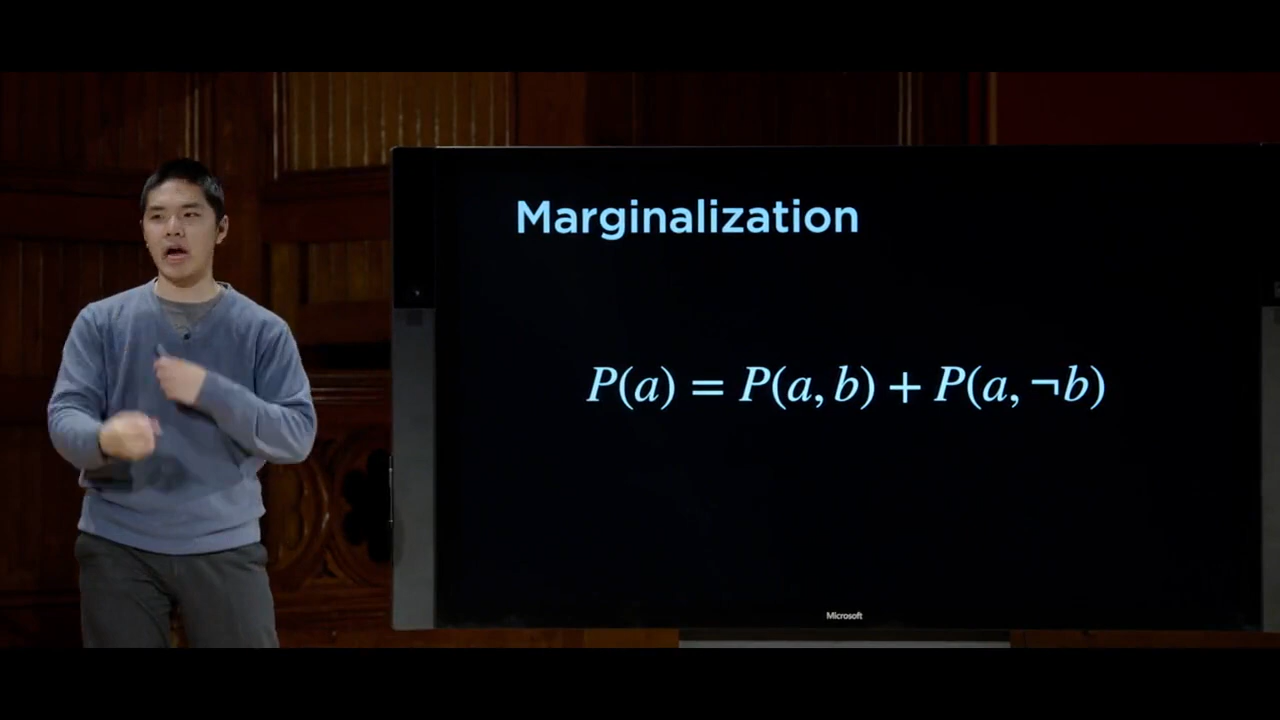 Marginalization
P(a) = P(a, b) + P(a, ¬b)
Microsoft